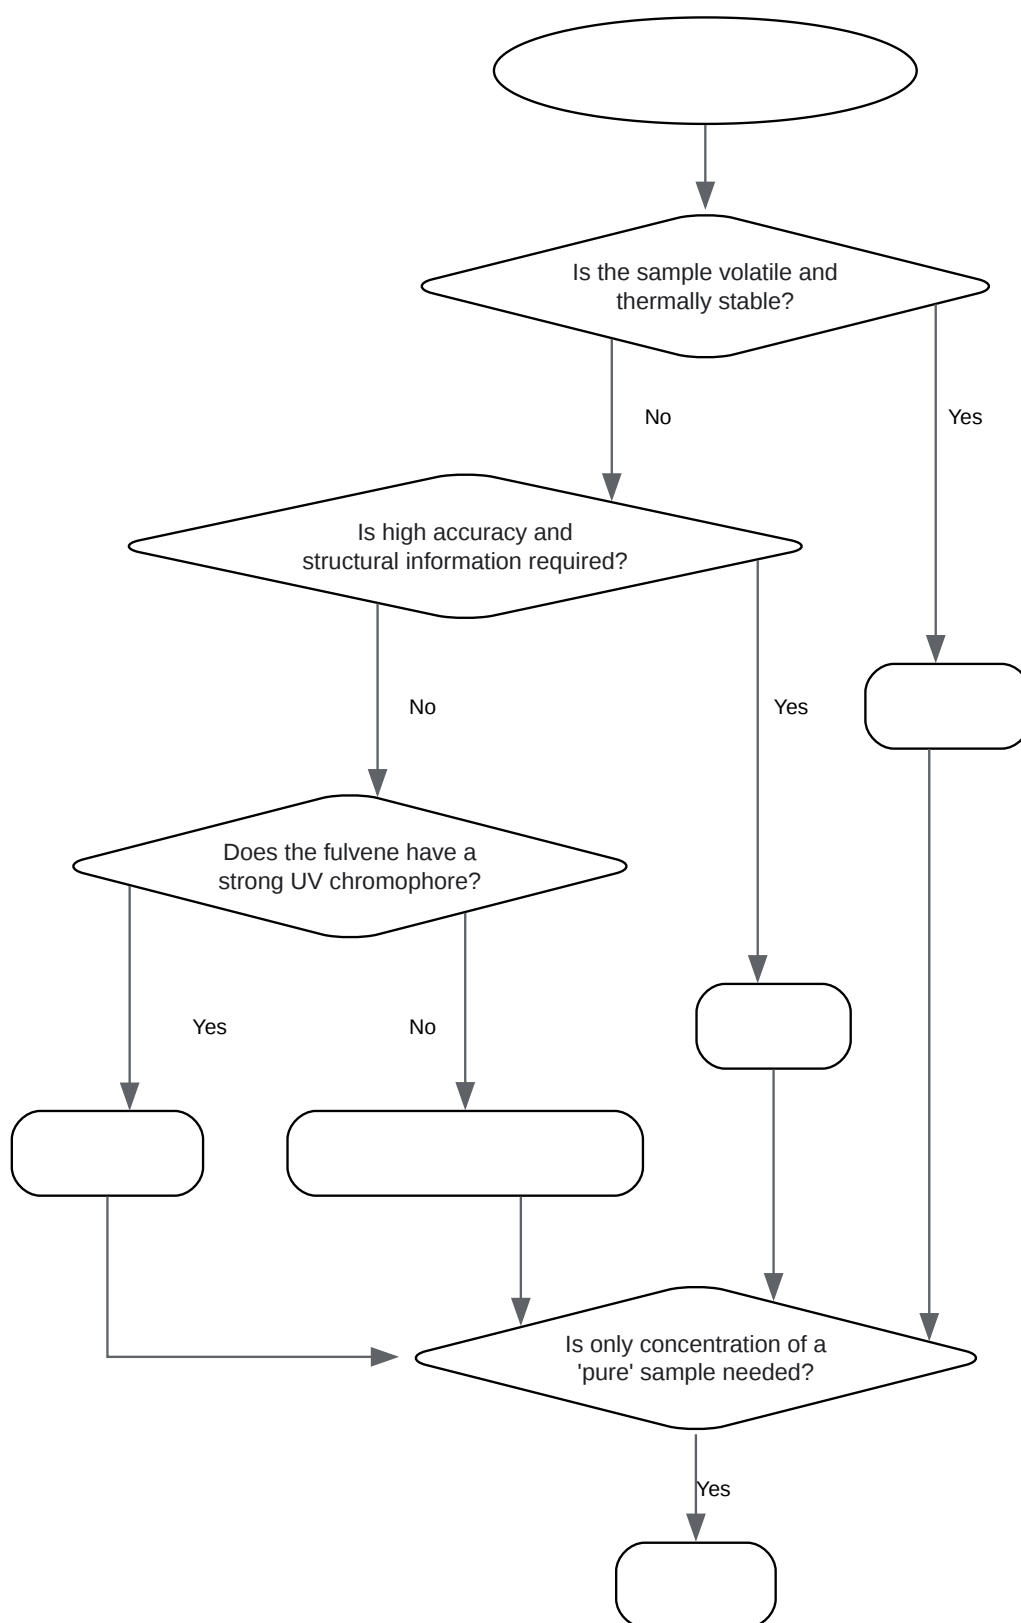 Is the sample volatile and
thermally stable?
No
Yes
Is high accuracy and
structural information required?
No
Yes
Does the fulvene have a
strong UV chromophore?
Yes
No
Is only concentration of a
'pure' sample needed?
Yes